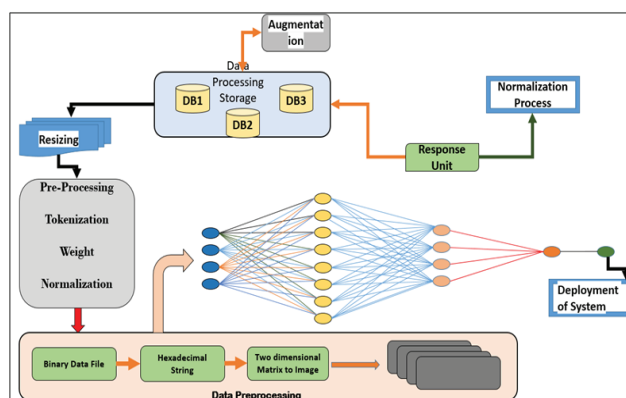 Augmentat
ion
Data
Processing
Storage
DB1
DB2
DB3
Normalization
Process
Resizing
Response
Unit
Pre-Processing
Tokenization
Weight
Normalization
Deployment
of System
Binary Data File
Hexadecimal
String
Two dimensional
Matrix to Image
Data Preprocessing